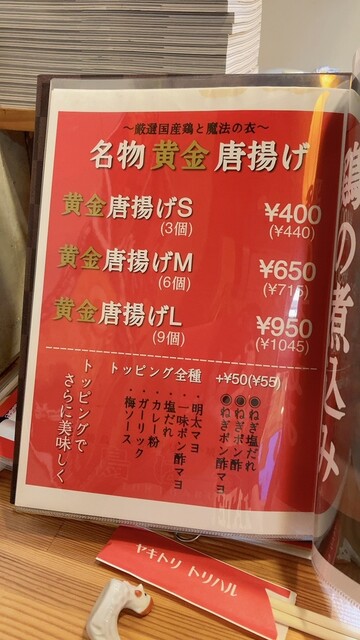 ～厳選国産鶏と魔法の衣～
名物 黄金 唐揚げ
黄金唐揚げS ¥400
(3個) (¥440)
黄金唐揚げM ¥650
(6個) (¥715)
黄金唐揚げL ¥950
(9個) (¥1045)
トッピング全種 +¥50(¥55)
◉ねぎ塩だれ
◉ねぎポン酢
◉ねぎポン酢マヨ
・明太マヨ
・一味ポン酢マヨ
・塩だれ
・カレー粉
・ガーリック
・梅ソース
トッピングで
さらに美味しく
鶏の煮込み
ヤキトリ トリハル